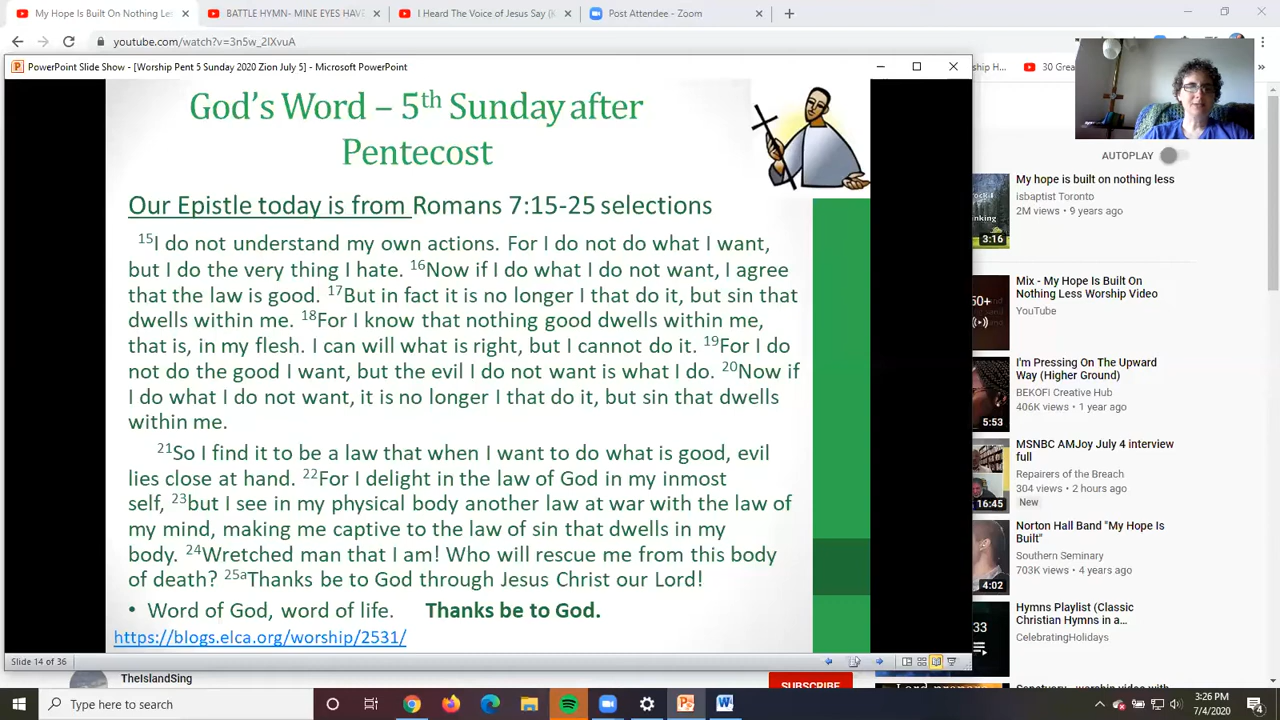 My Hope Is Built On Nothing Les
BATTLE HYMN- MINE EYES HAV
I Heard The Voice of Jesus Say (
Post Attendee - Zoom
youtube.com/watch?v=3n5w_2IXvuA
PowerPoint Slide Show - [Worship Pent 5 Sunday 2020 Zion July 5] - Microsoft PowerPoint
hip H...
30 Grea
»
God's Word – 5th Sunday after
Pentecost
Our Epistle today is from Romans 7:15-25 selections
15I do not understand my own actions. For I do not do what I want,
but I do the very thing I hate. 16Now if I do what I do not want, I agree
that the law is good. 17But in fact it is no longer I that do it, but sin that
dwells within me. 18For I know that nothing good dwells within me,
that is, in my flesh. I can will what is right, but I cannot do it. 19For I do
not do the good I want, but the evil I do not want is what I do. 20Now if
I do what I do not want, it is no longer I that do it, but sin that dwells
within me.
21So I find it to be a law that when I want to do what is good, evil
lies close at hand. 22For I delight in the law of God in my inmost
self, 23but I see in my physical body another law at war with the law of
my mind, making me captive to the law of sin that dwells in my
body. 24Wretched man that I am! Who will rescue me from this body
of death? 25aThanks be to God through Jesus Christ our Lord!
• Word of God, word of life. Thanks be to God.
https://blogs.elca.org/worship/2531/
Slide 14 of 36
AUTOPLAY
My hope is built on nothing less
isbaptist Toronto
2M views • 9 years ago
3:16
Mix - My Hope Is Built On
Nothing Less Worship Video
YouTube
50+
I'm Pressing On The Upward
Way (Higher Ground)
BEKOFI Creative Hub
406K views • 1 year ago
5:53
MSNBC AMJoy July 4 interview
full
Repairers of the Breach
304 views • 2 hours ago
New
16:45
Norton Hall Band "My Hope Is
Built"
Southern Seminary
703K views • 4 years ago
4:02
Hymns Playlist (Classic
Christian Hymns in a...
CelebratingHolidays
33
TheIslandSing
SUBSCRIBE
Type here to search
3:26 PM
7/4/2020
4